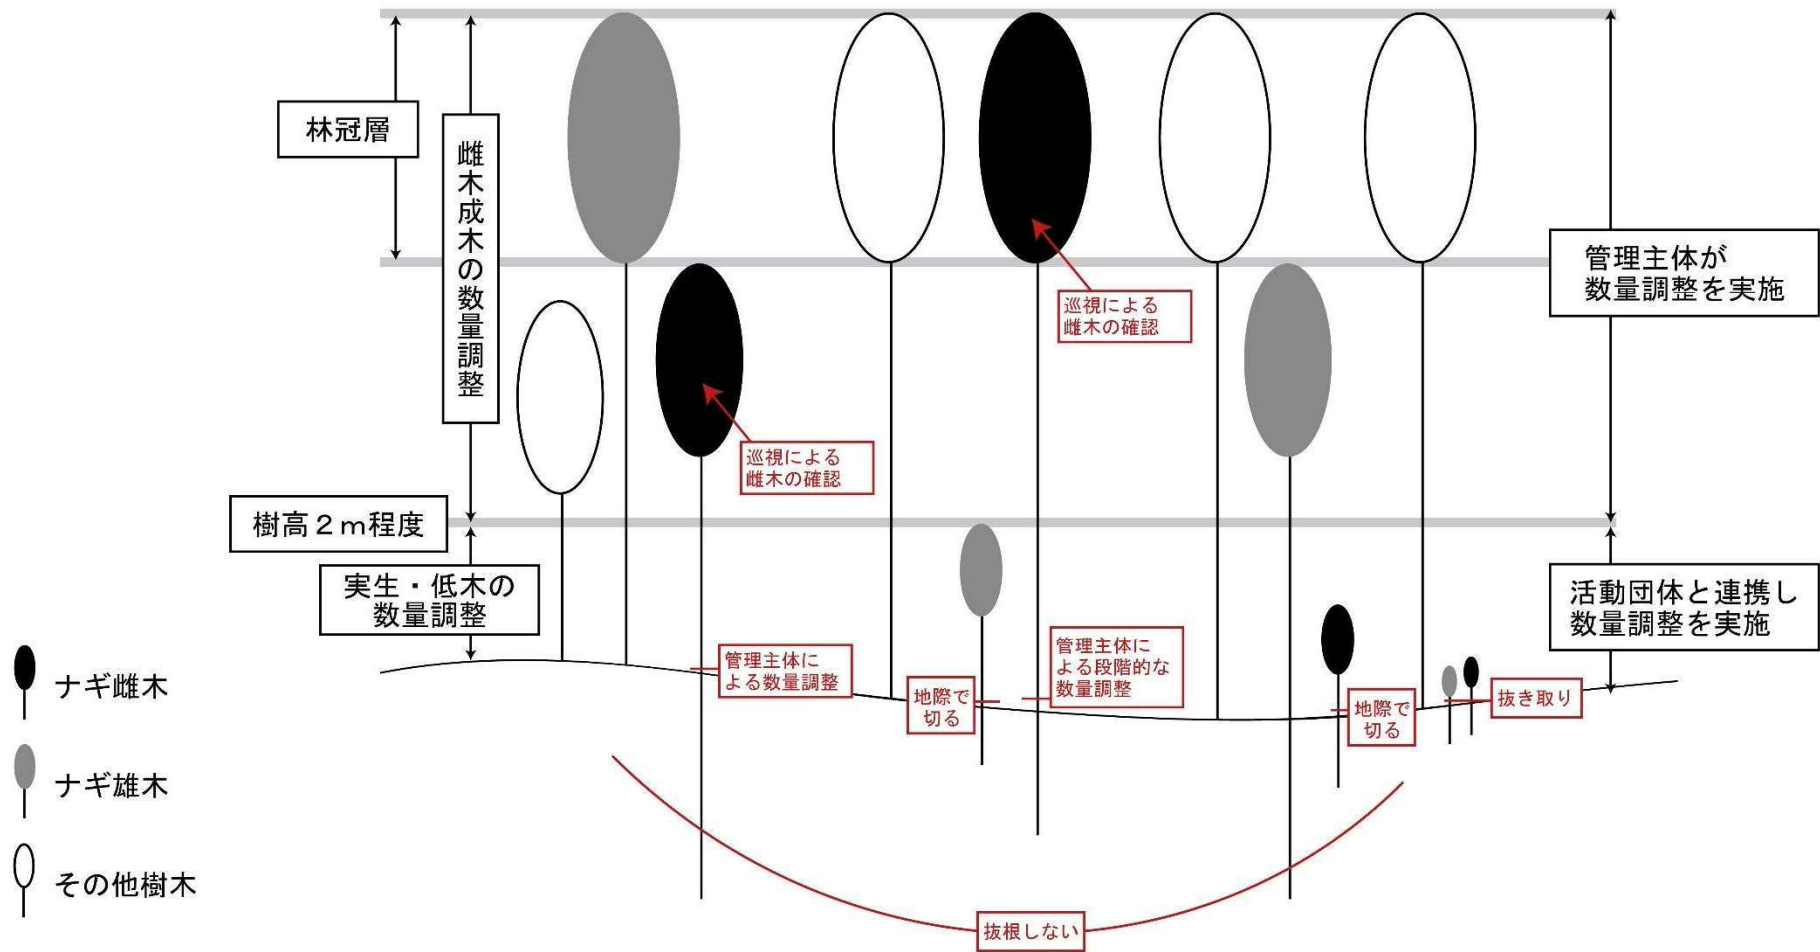 林冠層
雌木成木の数量調整
管理主体が
数量調整を実施
巡視による
雌木の確認
巡視による
雌木の確認
樹高２ｍ程度
実生・低木の
数量調整
活動団体と連携し
数量調整を実施
管理主体に
よる数量調整
地際で
切る
管理主体に
よる段階的な
数量調整
地際で
切る
抜き取り
抜根しない
ナギ雌木
ナギ雄木
その他樹木